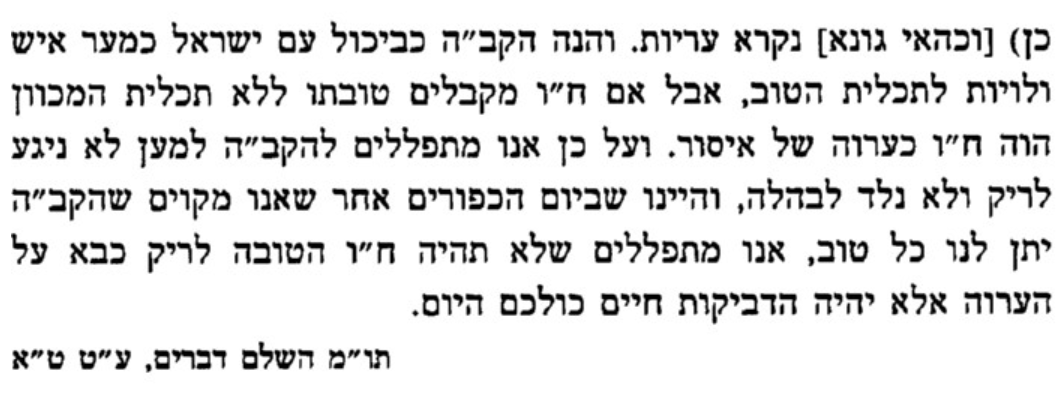 כן) [וכהאי גונא] נקרא עריות. והנה הקב״ה כביכול עם ישראל כמער איש
ולויות לתכלית הטוב, אבל אם ח״ו מקבלים טובתו ללא תכלית המכוון
הוה ח״ו כערוה של איסור. ועל כן אנו מתפללים להקב״ה למען לא ניגע
לריק ולא נלד לבהלה, והיינו שביום הכפורים אחר שאנו מקוים שהקב״ה
יתן לנו כל טוב, אנו מתפללים שלא תהיה ח״ו הטובה לריק כבא על
הערוה אלא יהיה הדביקות חיים כולכם היום.
תו״מ השלם דברים, ע״ט ט״א